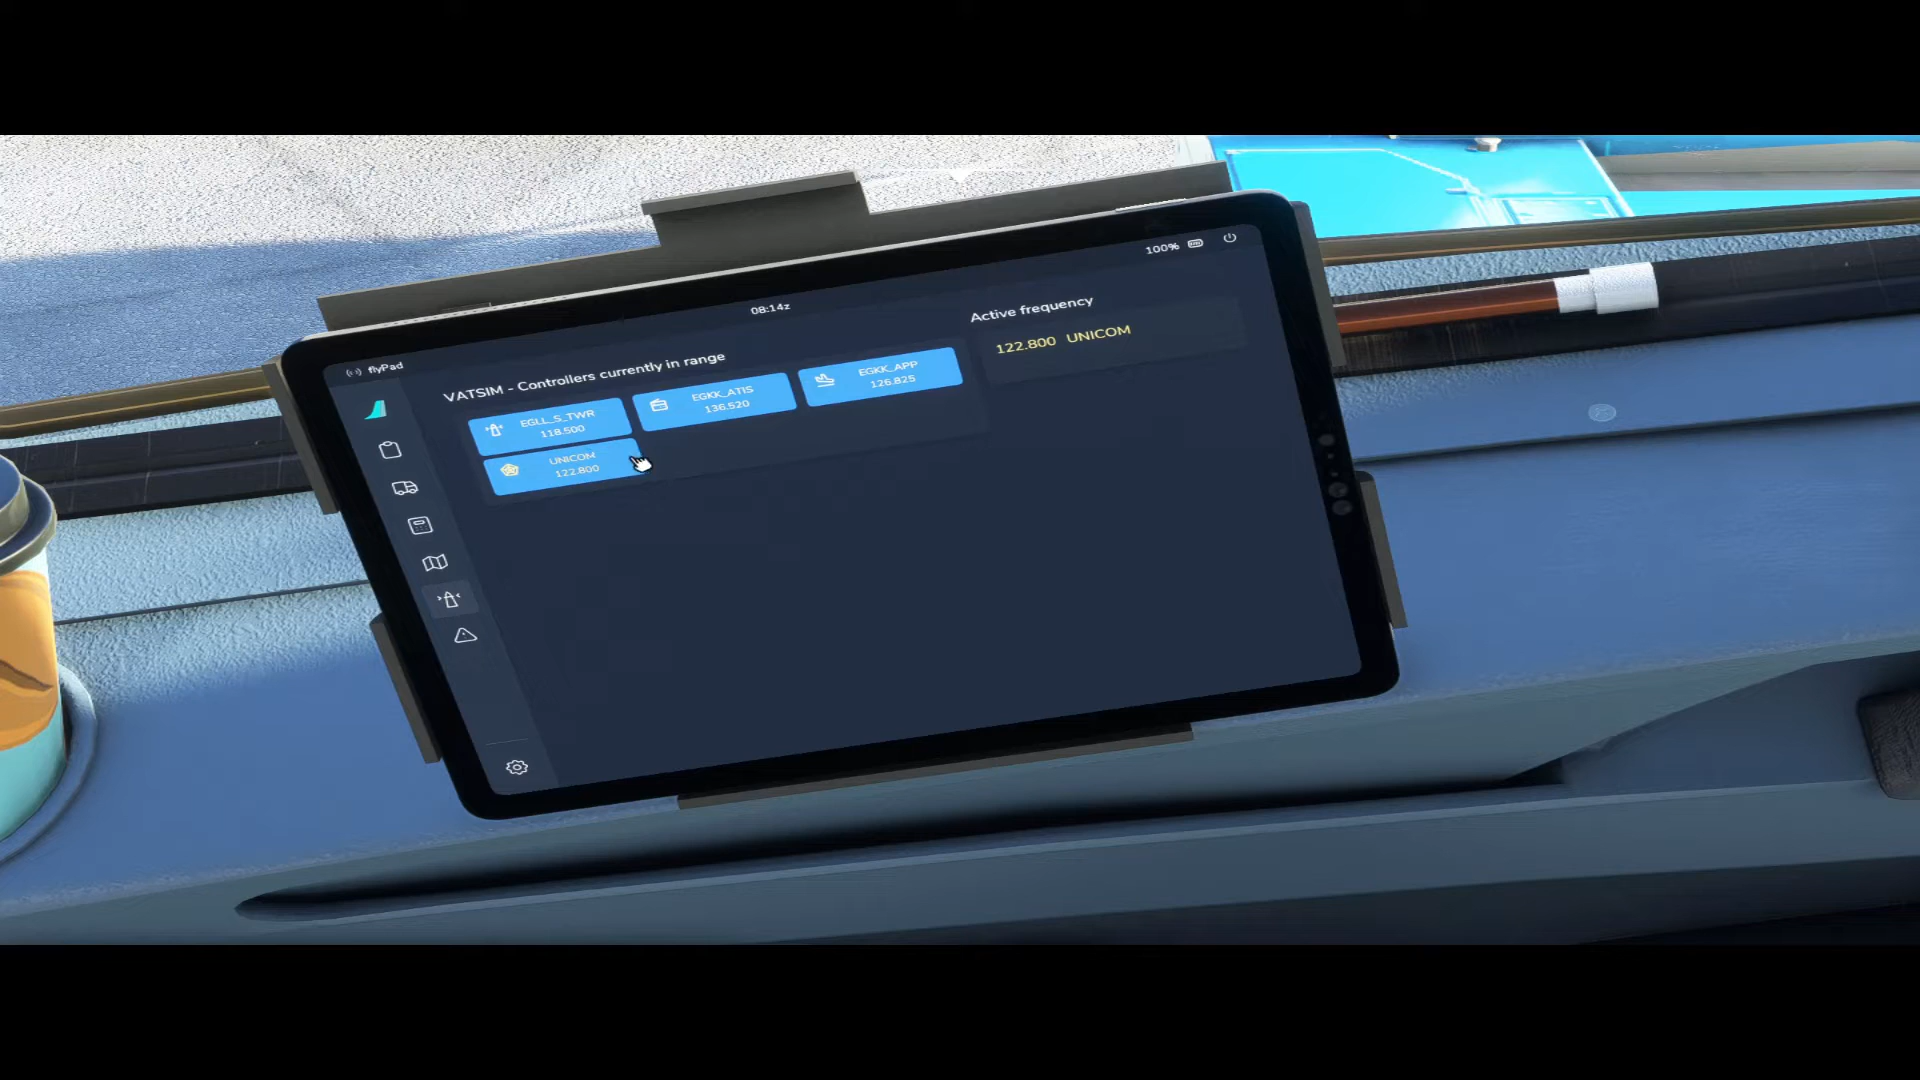 flyPad
08:14z
100%
VATSIM - Controllers currently in range
EGLL_S_TWR
118.500
EGKK_ATIS
136.520
EGKK_APP
126.825
UNICOM
122.800
Active frequency
122.800 UNICOM